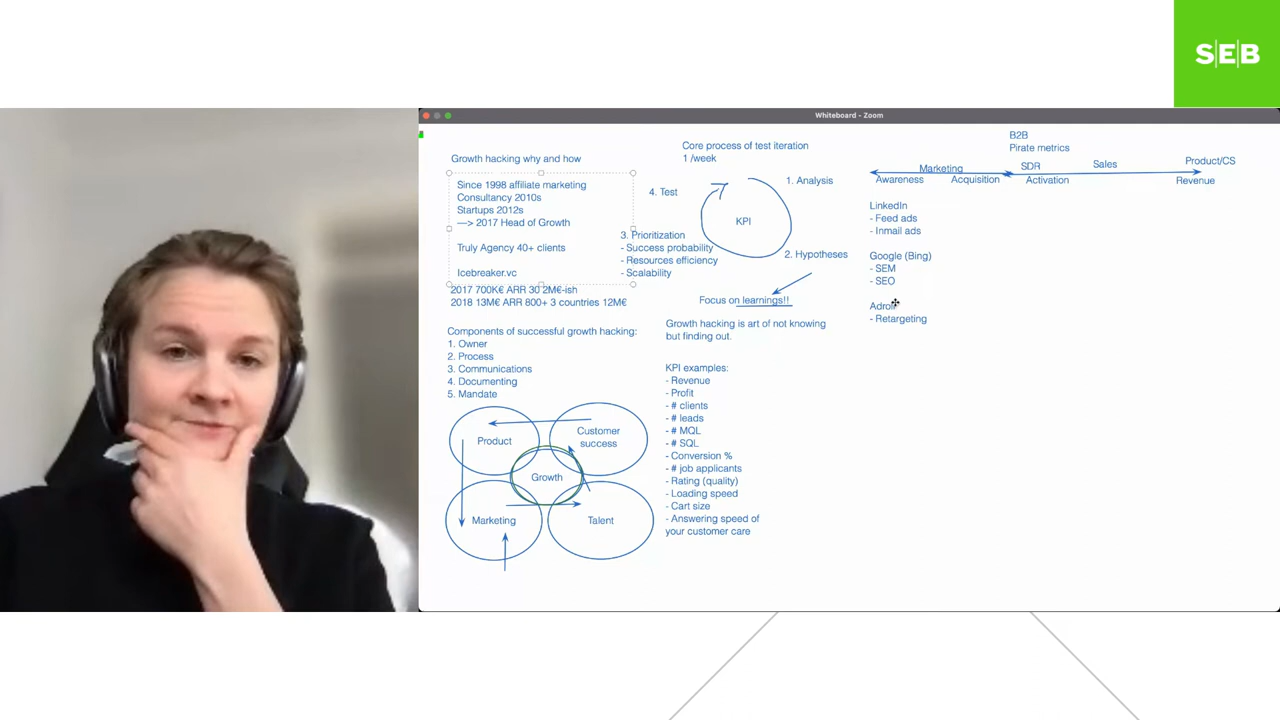 S|E|B
Whiteboard - Zoom
Growth hacking why and how
Since 1998 affiliate marketing
Consultancy 2010s
Startups 2012s
—> 2017 Head of Growth
Truly Agency 40+ clients
Icebreaker.vc
2017 700K€ ARR 30 2M€-ish
2018 13M€ ARR 800+ 3 countries 12M€
Components of successful growth hacking:
1. Owner
2. Process
3. Communications
4. Documenting
5. Mandate
Product
Customer
success
Growth
Marketing
Talent
Core process of test iteration
1 /week
1. Analysis
4. Test
KPI
3. Prioritization
- Success probability
- Resources efficiency
- Scalability
2. Hypotheses
Focus on learnings!!
Growth hacking is art of not knowing
but finding out.
KPI examples:
- Revenue
- Profit
- # clients
- # leads
- # MQL
- # SQL
- Conversion %
- # job applicants
- Rating (quality)
- Loading speed
- Cart size
- Answering speed of
your customer care
B2B
Pirate metrics
Marketing
SDR
Sales
Product/CS
Awareness
Acquisition
Activation
Revenue
LinkedIn
- Feed ads
- Inmail ads
Google (Bing)
- SEM
- SEO
Adroll
- Retargeting